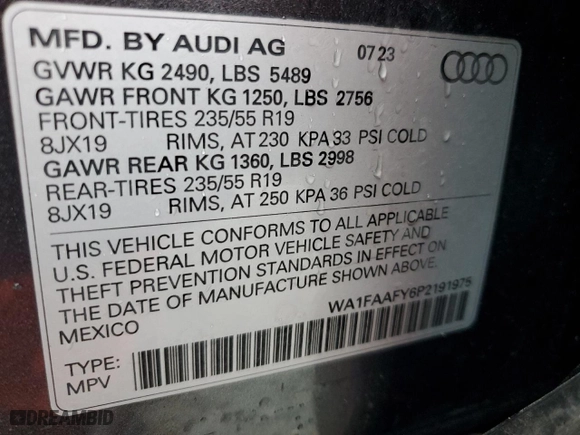 MFD. BY AUDI AG 07 23
GVWR KG 2490, LBS 5489
GAWR FRONT KG 1250, LBS 2756
FRONT-TIRES 235/55 R19
8JX19 RIMS, AT 230 KPA 33 PSI COLD
GAWR REAR KG 1360, LBS 2998
REAR-TIRES 235/55 R19
8JX19 RIMS, AT 250 KPA 36 PSI COLD
THIS VEHICLE CONFORMS TO ALL APPLICABLE
U.S. FEDERAL MOTOR VEHICLE SAFETY AND
THEFT PREVENTION STANDARDS IN EFFECT ON
THE DATE OF MANUFACTURE SHOWN ABOVE.
MEXICO
WA1FAAFY6P2191975
TYPE:
MPV
DREAMBID